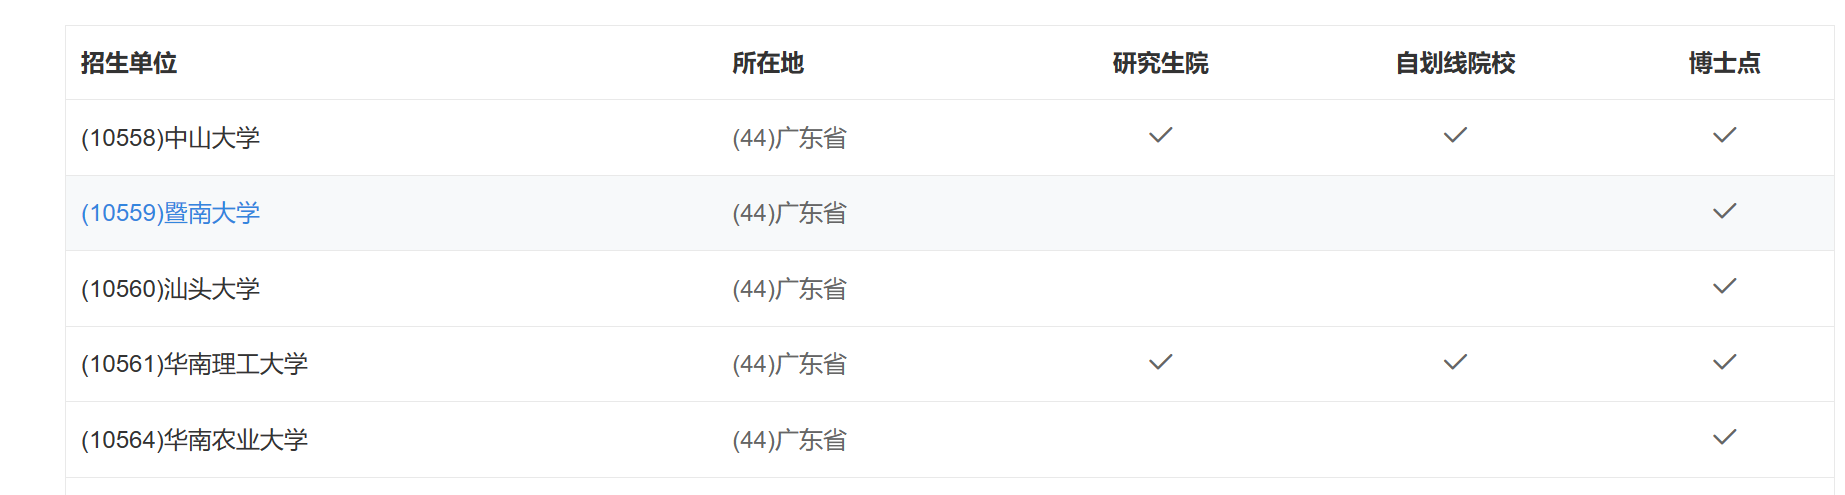 招生单位 所在地 研究生院 自划线院校 博士点
(10558)中山大学 (44)广东省 ✓ ✓ ✓
(10559)暨南大学 (44)广东省 ✓
(10560)汕头大学 (44)广东省 ✓
(10561)华南理工大学 (44)广东省 ✓ ✓ ✓
(10564)华南农业大学 (44)广东省 ✓